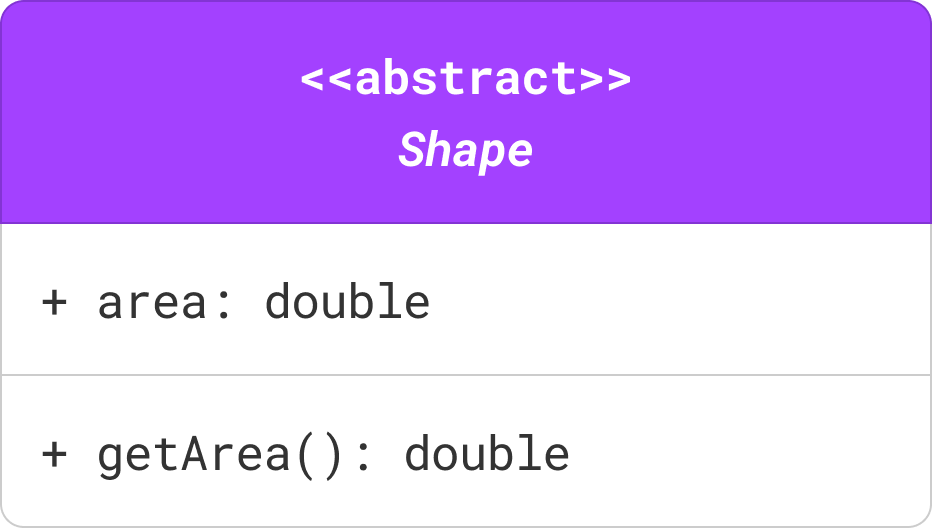 <<abstract>>
Shape
+ area: double
+ getArea(): double